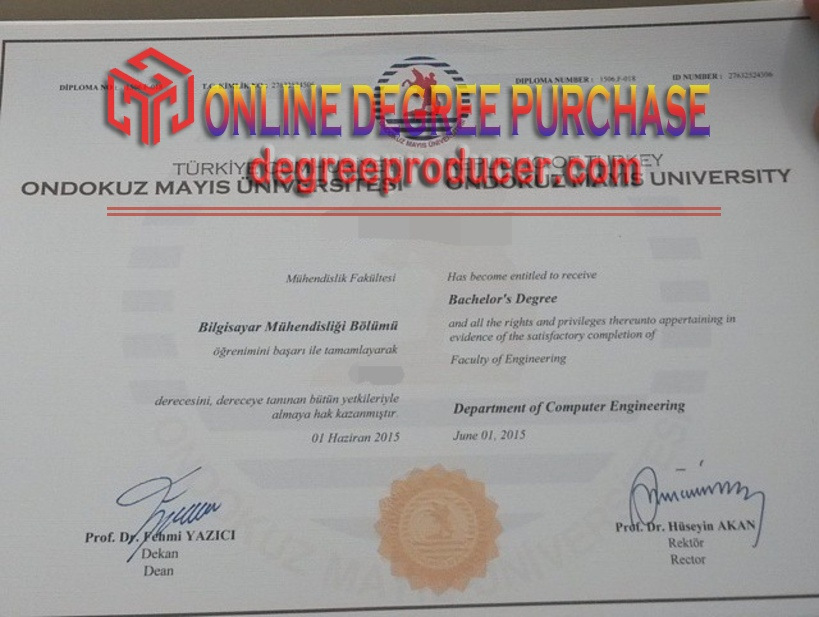 DİPLOMA NO :
DIPLOMA NUMBER : 1506.F-018
ID NUMBER : 27632524306
ONLINE DEGREE PURCHASE
degreeproducer.com
TÜRKİYE
OF TURKEY
ONDOKUZ MAYIS ÜNİVERSİTESİ
ONDOKUZ MAYIS UNIVERSITY
Mühendislik Fakültesi
Bilgisayar Mühendisliği Bölümü
öğrenimini başarı ile tamamlayarak
derecesini, dereceye tanınan bütün yetkileriyle
almaya hak kazanmıştır.
01 Haziran 2015
Has become entitled to receive
Bachelor's Degree
and all the rights and privileges thereunto appertaining in
evidence of the satisfactory completion of
Faculty of Engineering
Department of Computer Engineering
June 01, 2015
Prof. Dr. Fehmi YAZICI
Dekan
Dean
Prof. Dr. Hüseyin AKAN
Rektör
Rector